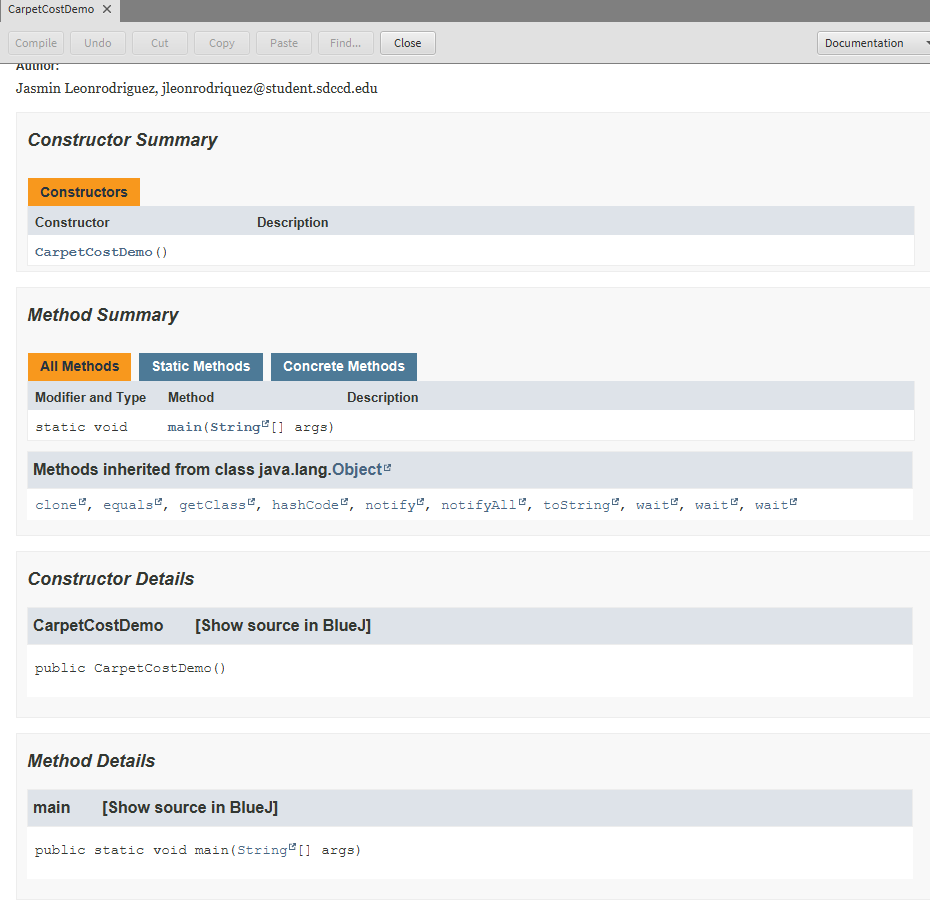 CarpetCostDemo ×
Compile Undo Cut Copy Paste Find... Close Documentation
Author:
Jasmin Leonrodriguez, jleonrodriquez@student.sdccd.edu
Constructor Summary
Constructors
Constructor Description
CarpetCostDemo()
Method Summary
All Methods Static Methods Concrete Methods
Modifier and Type Method Description
static void main(String[] args)
Methods inherited from class java.lang.Object
clone, equals, getClass, hashCode, notify, notifyAll, toString, wait, wait, wait
Constructor Details
CarpetCostDemo [Show source in BlueJ]
public CarpetCostDemo()
Method Details
main [Show source in BlueJ]
public static void main(String[] args)